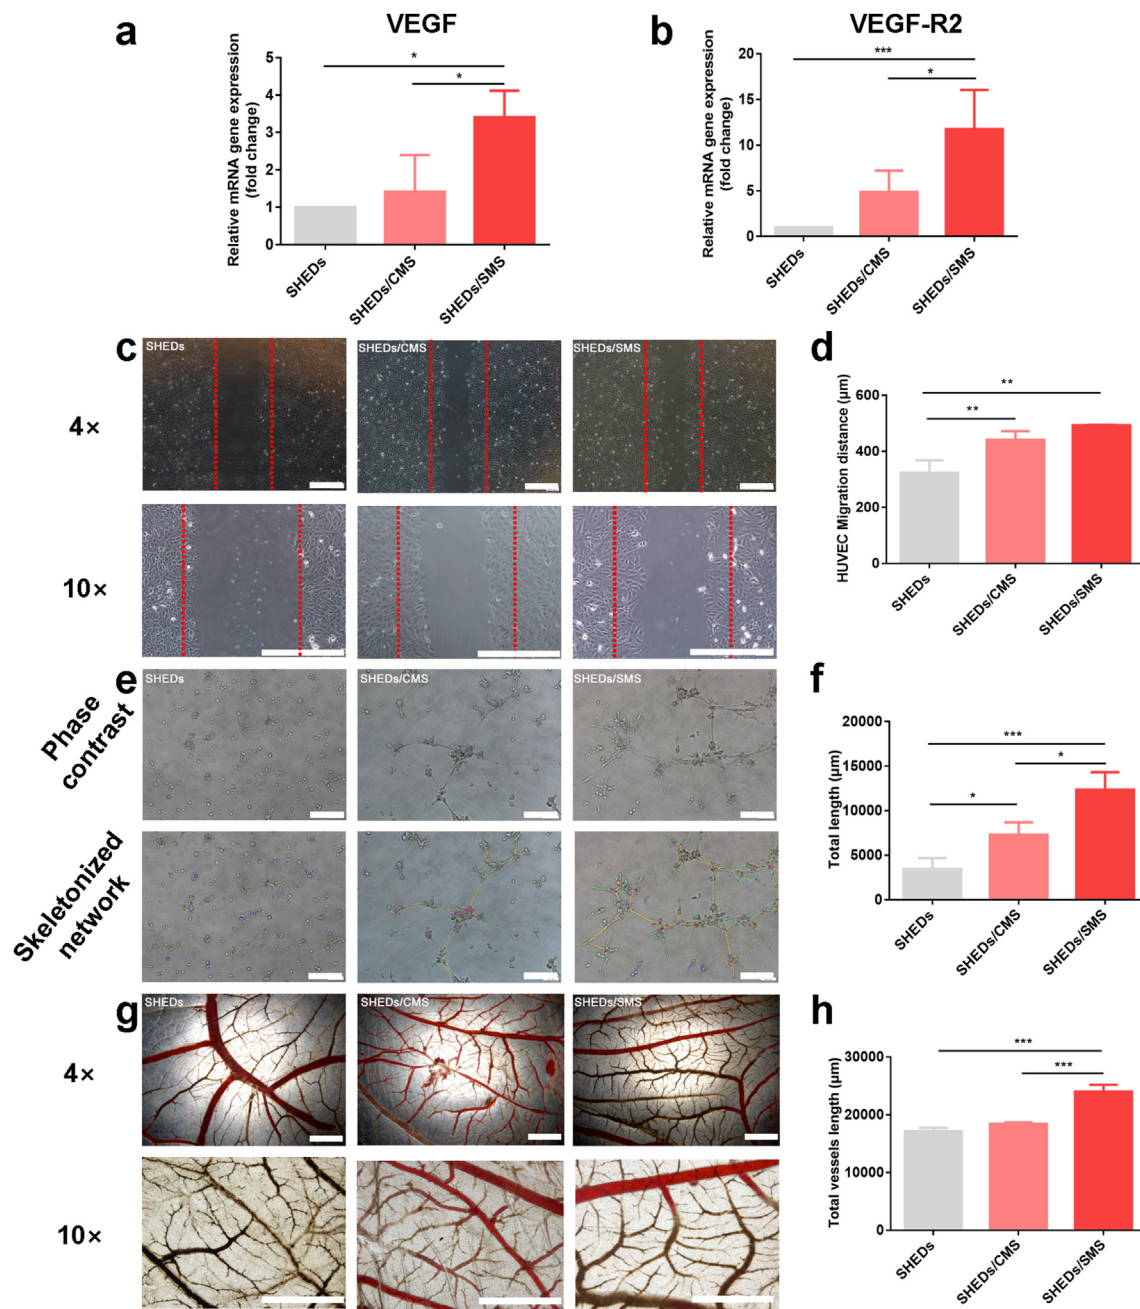 a
VEGF
Relative mRNA gene expression
(fold change)
5
4
3
2
1
0
*
*
SHEDs
SHEDs/CMS
SHEDs/SMS
b
VEGF-R2
Relative mRNA gene expression
(fold change)
20
15
10
5
0
***
*
SHEDs
SHEDs/CMS
SHEDs/SMS
c
4×
SHEDs
SHEDs/CMS
SHEDs/SMS
10×
d
HUVEC Migration distance (µm)
600
400
200
0
**
**
SHEDs
SHEDs/CMS
SHEDs/SMS
e
Phase
contrast
SHEDs
SHEDs/CMS
SHEDs/SMS
Skeletonized
network
f
Total length (µm)
20000
15000
10000
5000
0
***
*
*
SHEDs
SHEDs/CMS
SHEDs/SMS
g
4×
SHEDs
SHEDs/CMS
SHEDs/SMS
10×
h
Total vessels length (µm)
30000
20000
10000
0
***
***
SHEDs
SHEDs/CMS
SHEDs/SMS